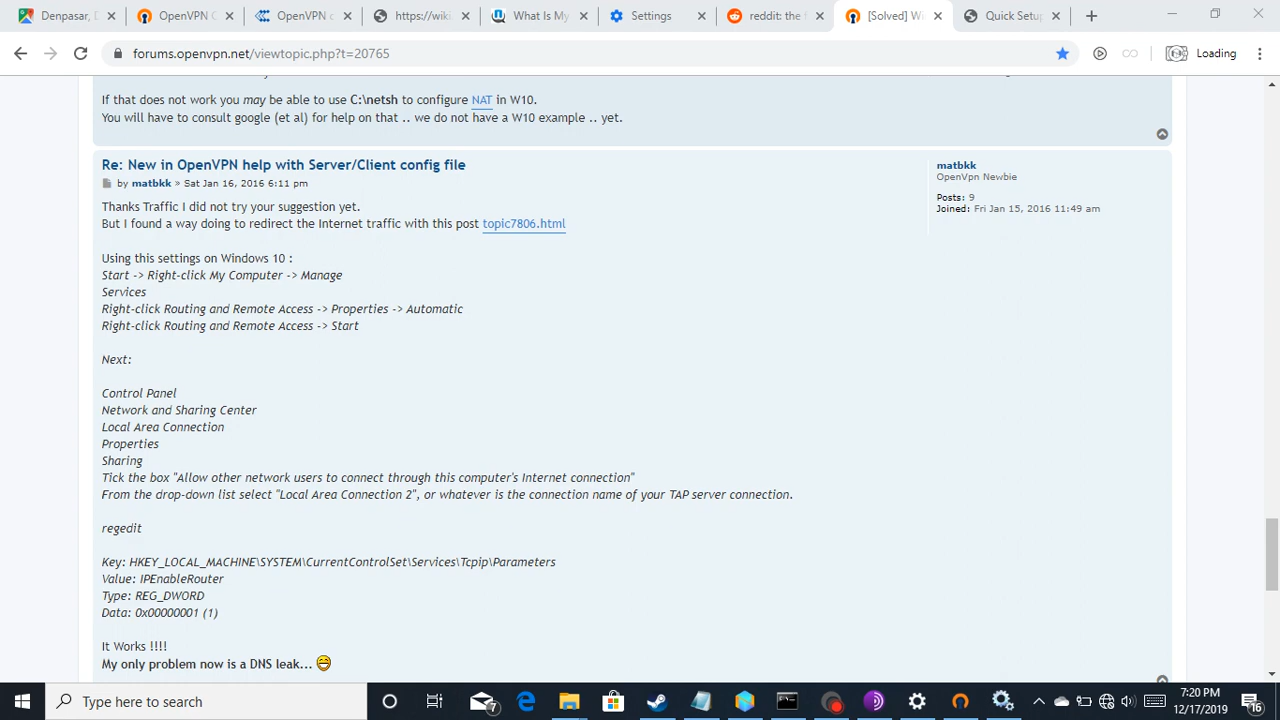 Denpasar,
OpenVPN C
OpenVPN c
https://wiki
What Is My
Settings
reddit: the f
[Solved] Wi
Quick Setup
forums.openvpn.net/viewtopic.php?t=20765
Loading
If that does not work you may be able to use C:\netsh to configure NAT in W10.
You will have to consult google (et al) for help on that .. we do not have a W10 example .. yet.
Re: New in OpenVPN help with Server/Client config file
by matbkk » Sat Jan 16, 2016 6:11 pm
matbkk
OpenVpn Newbie
Posts: 9
Joined: Fri Jan 15, 2016 11:49 am
Thanks Traffic I did not try your suggestion yet.
But I found a way doing to redirect the Internet traffic with this post topic7806.html
Using this settings on Windows 10 :
Start -> Right-click My Computer -> Manage
Services
Right-click Routing and Remote Access -> Properties -> Automatic
Right-click Routing and Remote Access -> Start
Next:
Control Panel
Network and Sharing Center
Local Area Connection
Properties
Sharing
Tick the box "Allow other network users to connect through this computer's Internet connection"
From the drop-down list select "Local Area Connection 2", or whatever is the connection name of your TAP server connection.
regedit
Key: HKEY_LOCAL_MACHINE\SYSTEM\CurrentControlSet\Services\Tcpip\Parameters
Value: IPEnableRouter
Type: REG_DWORD
Data: 0x00000001 (1)
It Works !!!!
My only problem now is a DNS leak...
Type here to search
7
7:20 PM
12/17/2019
16